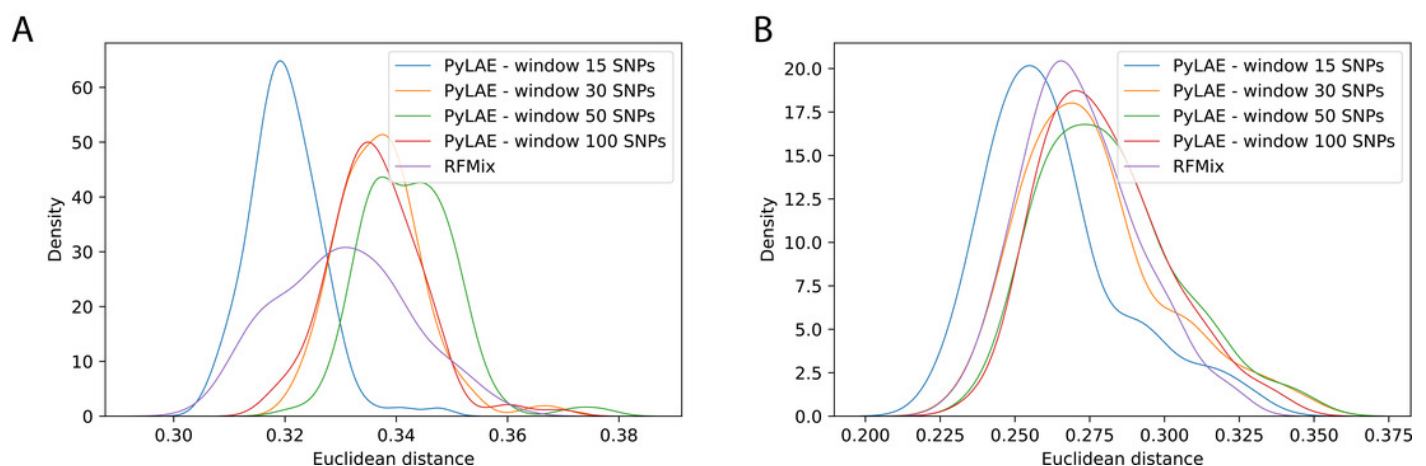 A
60
50
40
30
20
10
0
Density
0.30 0.32 0.34 0.36 0.38
Euclidean distance
PyLAE - window 15 SNPs
PyLAE - window 30 SNPs
PyLAE - window 50 SNPs
PyLAE - window 100 SNPs
RFMix
B
20.0
17.5
15.0
12.5
10.0
7.5
5.0
2.5
0.0
Density
0.200 0.225 0.250 0.275 0.300 0.325 0.350 0.375
Euclidean distance
PyLAE - window 15 SNPs
PyLAE - window 30 SNPs
PyLAE - window 50 SNPs
PyLAE - window 100 SNPs
RFMix